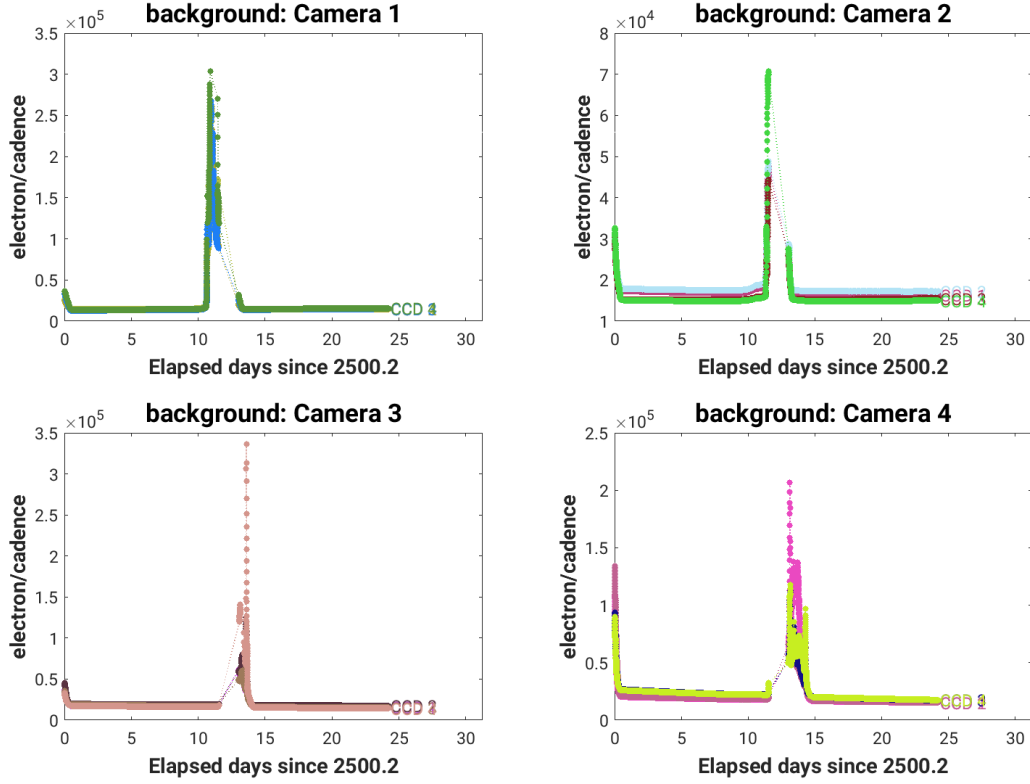 background: Camera 1
×10⁵
3.5
3
2.5
2
1.5
1
0.5
0
0 5 10 15 20 25 30
electron/cadence
Elapsed days since 2500.2
CCD
background: Camera 2
×10⁴
8
7
6
5
4
3
2
1
0 5 10 15 20 25 30
electron/cadence
Elapsed days since 2500.2
CCD
background: Camera 3
×10⁵
3.5
3
2.5
2
1.5
1
0.5
0
0 5 10 15 20 25 30
electron/cadence
Elapsed days since 2500.2
CCD
background: Camera 4
×10⁵
2.5
2
1.5
1
0.5
0
0 5 10 15 20 25 30
electron/cadence
Elapsed days since 2500.2
CCD